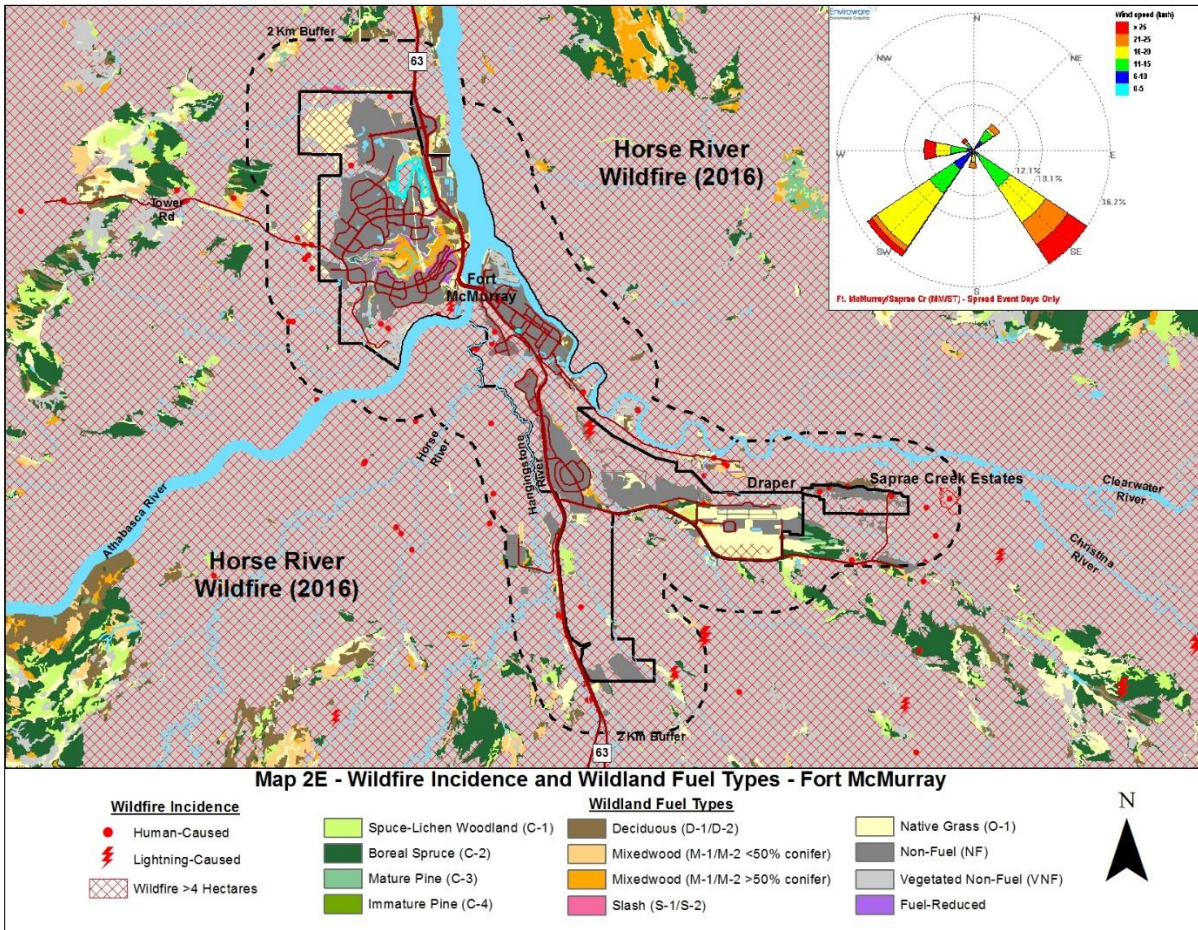 2 Km Buffer
63
Horse River
Wildfire (2016)
Tower
Rd
Fort
McMurray
Athabasca River
Horse
River
Hangingstone
River
Draper
Saprae Creek Estates
Clearwater
River
Christina
River
Horse River
Wildfire (2016)
2 Km Buffer
63
Enviroware
Wind speed (km/h)
> 25
21-25
16-20
11-15
6-10
0-5
N
NW
NE
W
E
SW
SE
S
12.1%
36.2%
Ft. McMurray/Saprae Cr (MM/ST) - Spread Event Days Only
Map 2E - Wildfire Incidence and Wildland Fuel Types - Fort McMurray
Wildfire Incidence
Human-Caused
Lightning-Caused
Wildfire >4 Hectares
Wildland Fuel Types
Spuce-Lichen Woodland (C-1)
Boreal Spruce (C-2)
Mature Pine (C-3)
Immature Pine (C-4)
Deciduous (D-1/D-2)
Mixedwood (M-1/M-2 <50% conifer)
Mixedwood (M-1/M-2 >50% conifer)
Slash (S-1/S-2)
Native Grass (O-1)
Non-Fuel (NF)
Vegetated Non-Fuel (VNF)
Fuel-Reduced
N